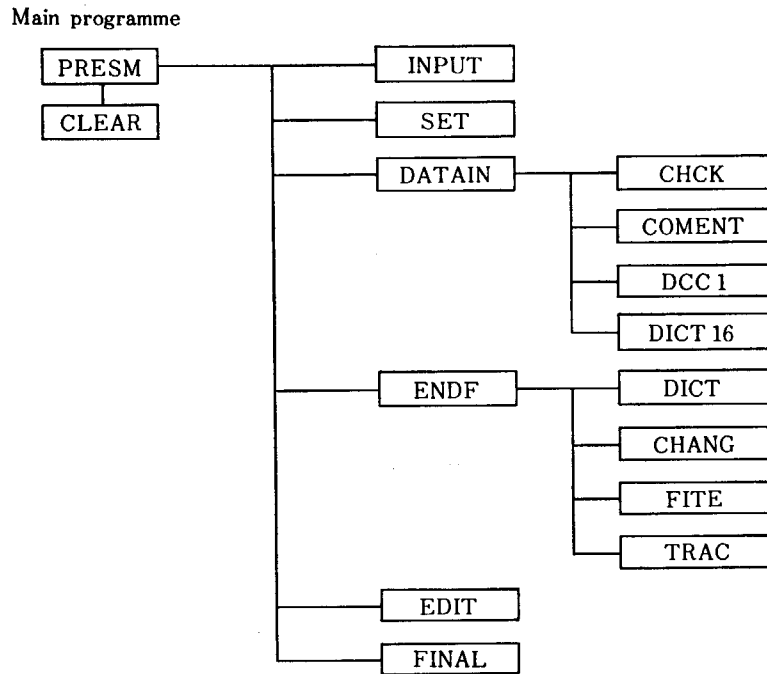 Main programme
PRESM
CLEAR
INPUT
SET
DATAIN
CHCK
COMENT
DCC 1
DICT 16
ENDF
DICT
CHANG
FITE
TRAC
EDIT
FINAL